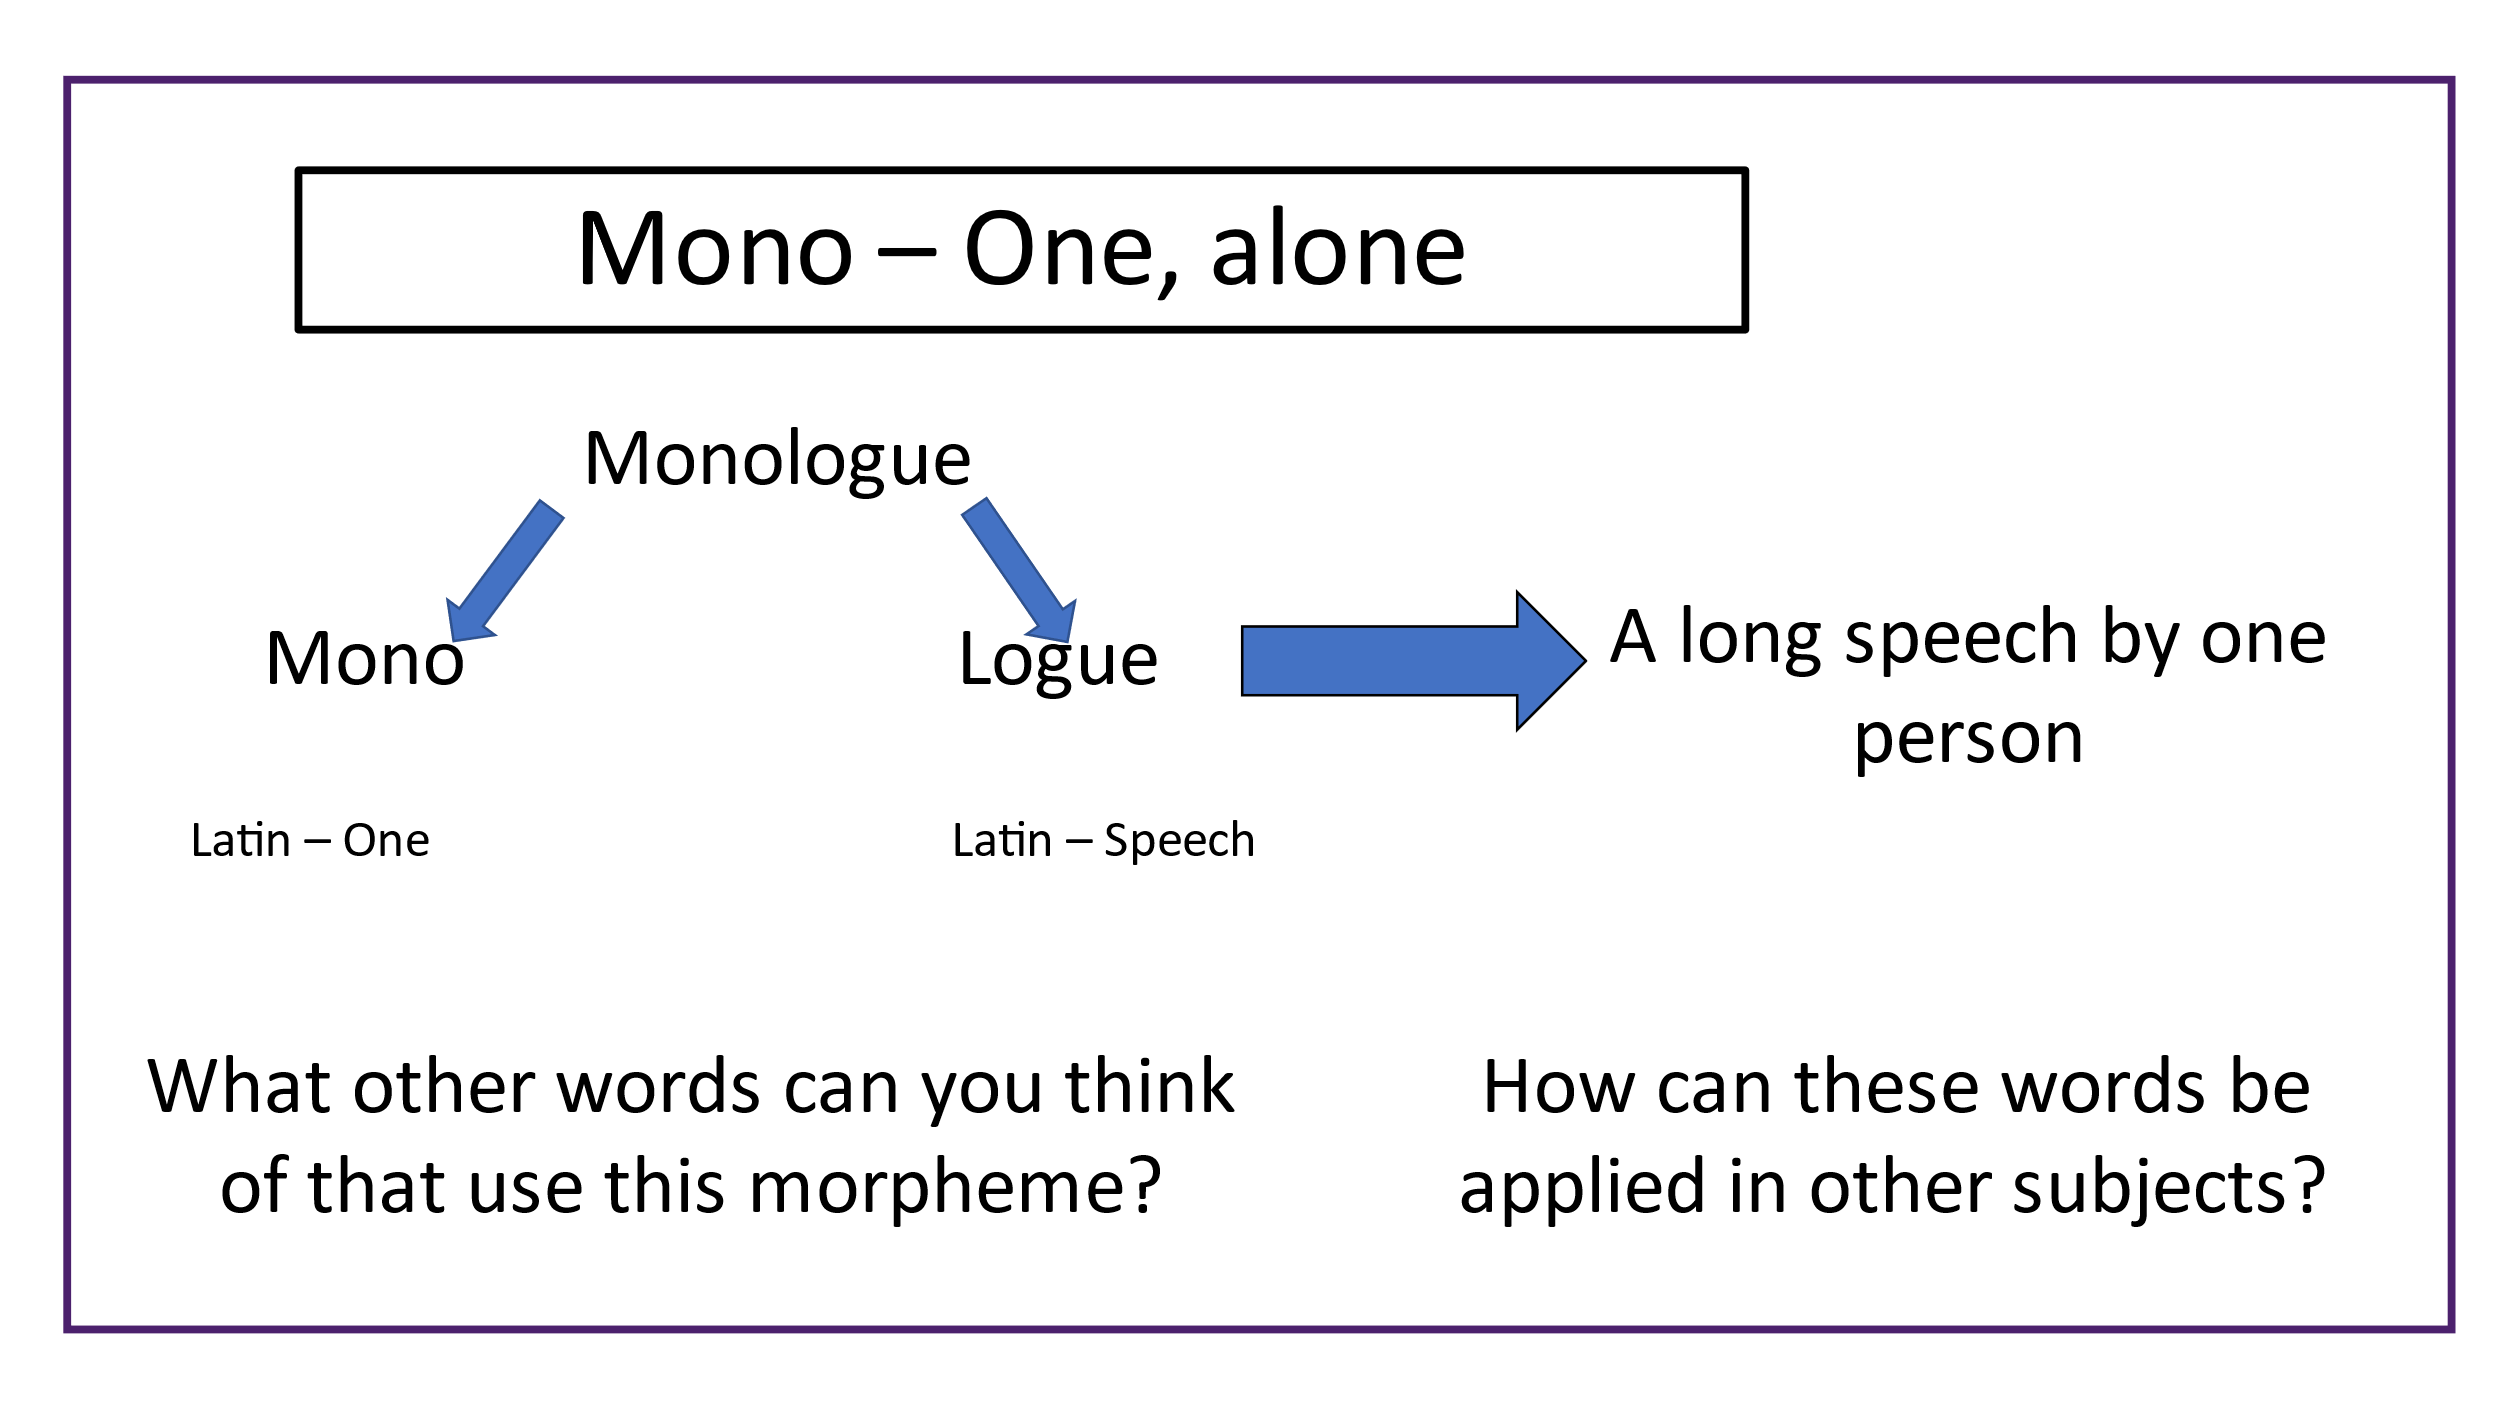 Mono – One, alone
Monologue
Mono
Logue
A long speech by one
person
Latin – One
Latin – Speech
What other words can you think
of that use this morpheme?
How can these words be
applied in other subjects?